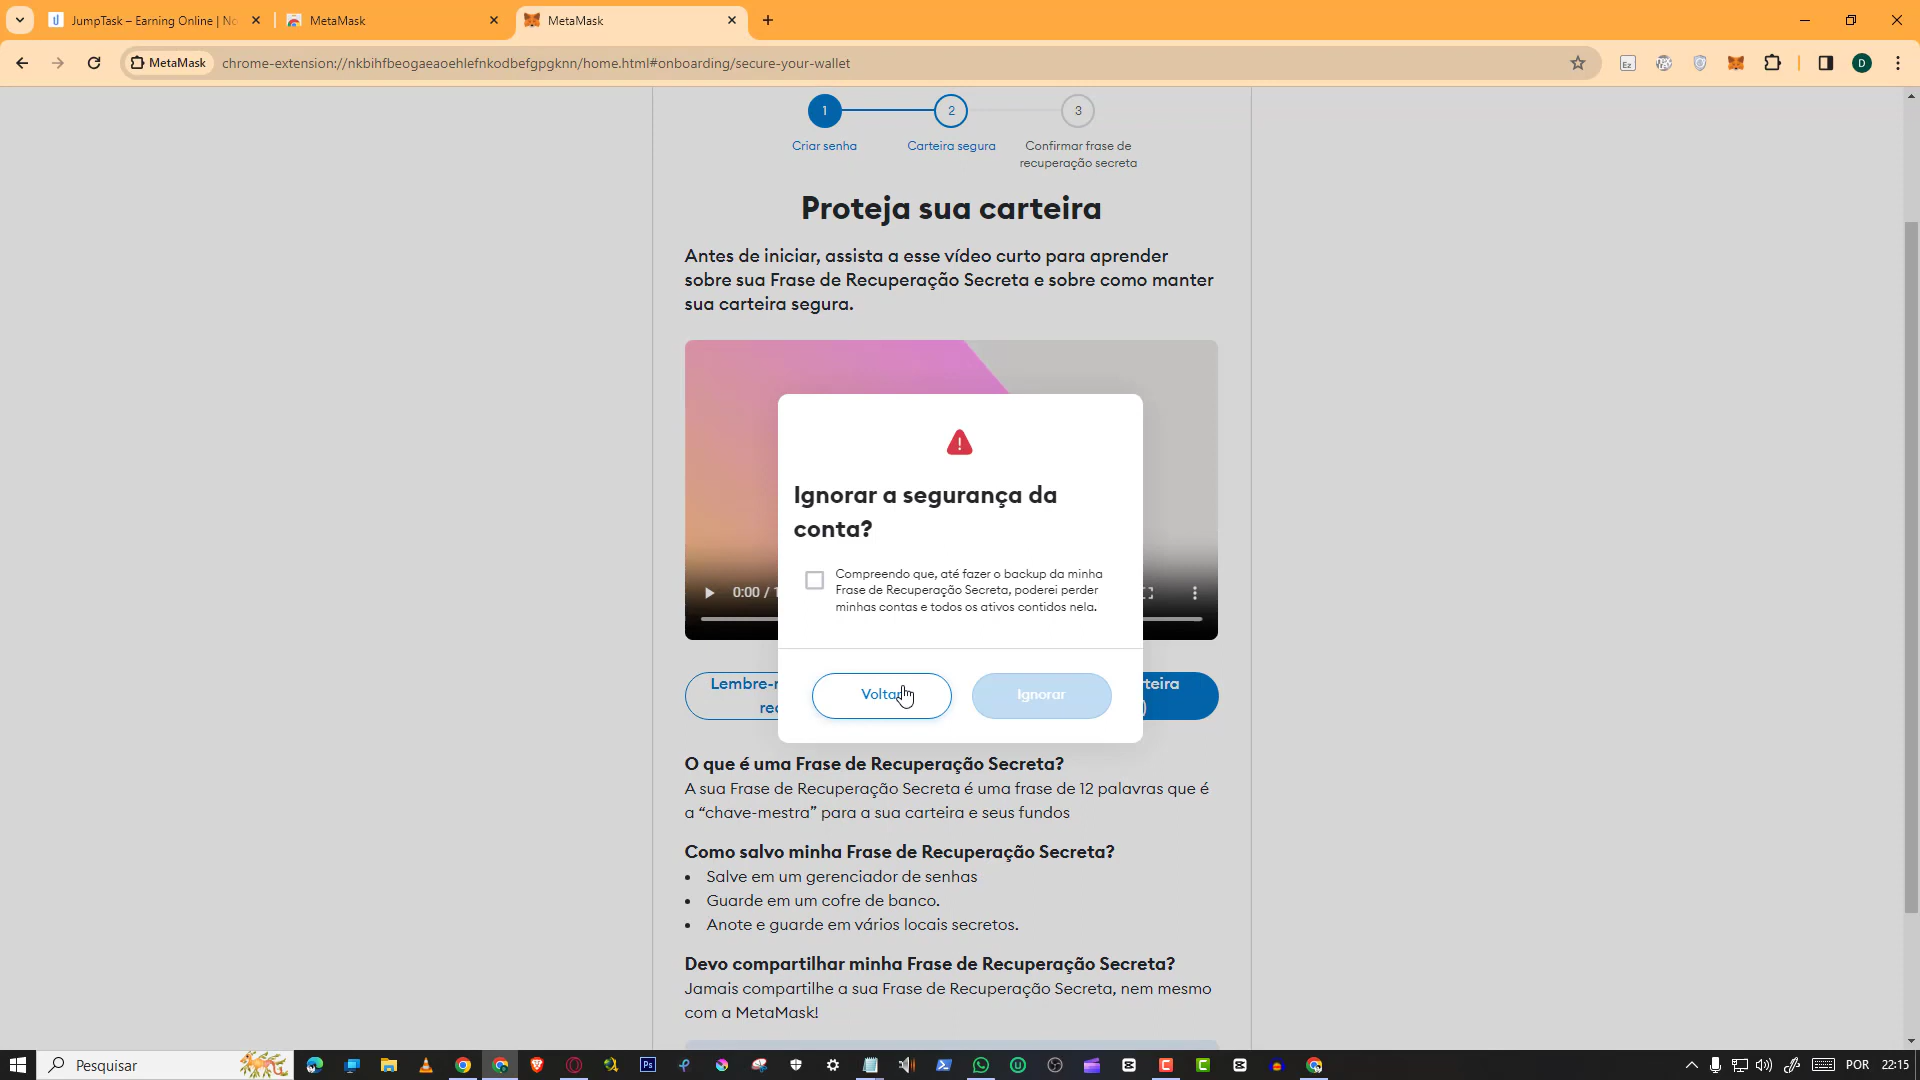 JumpTask – Earning Online | No
MetaMask
MetaMask
MetaMask
chrome-extension://nkbihfbeogaeaoehlefnkodbefgpgknn/home.html#onboarding/secure-your-wallet
D
1
2
3
Criar senha
Carteira segura
Confirmar frase de
recuperação secreta
Proteja sua carteira
Antes de iniciar, assista a esse vídeo curto para aprender
sobre sua Frase de Recuperação Secreta e sobre como manter
sua carteira segura.
Ignorar a segurança da
conta?
Compreendo que, até fazer o backup da minha
Frase de Recuperação Secreta, poderei perder
minhas contas e todos os ativos contidos nela.
0:00 /
Voltar
Ignorar
O que é uma Frase de Recuperação Secreta?
A sua Frase de Recuperação Secreta é uma frase de 12 palavras que é
a “chave-mestra” para a sua carteira e seus fundos
Como salvo minha Frase de Recuperação Secreta?
• Salve em um gerenciador de senhas
• Guarde em um cofre de banco.
• Anote e guarde em vários locais secretos.
Devo compartilhar minha Frase de Recuperação Secreta?
Jamais compartilhe a sua Frase de Recuperação Secreta, nem mesmo
com a MetaMask!
Pesquisar
Ps
POR
22:15